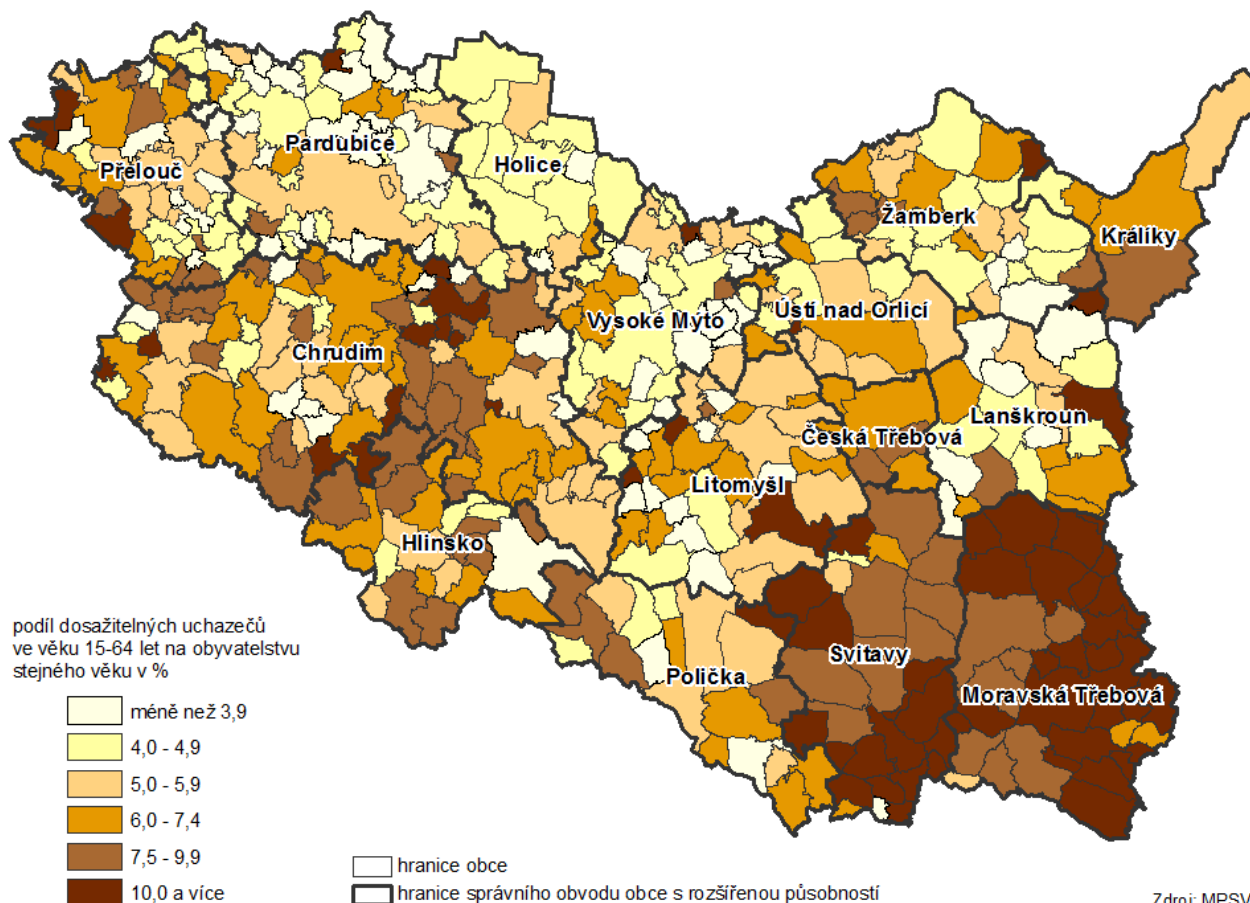 Pardubice
Holice
Přelouč
Žamberk
Králíky
Vysoké Mýto
Ústí nad Orlicí
Chrudim
Lanškroun
Česká Třebová
Litomyšl
Hlinsko
Svitavy
Polička
Moravská Třebová
podíl dosažitelných uchazečů
ve věku 15-64 let na obyvatelstvu
stejného věku v %
méně než 3,9
4,0 - 4,9
5,0 - 5,9
6,0 - 7,4
7,5 - 9,9
10,0 a více
hranice obce
hranice správního obvodu obce s rozšířenou působností
Zdroj: MPSV